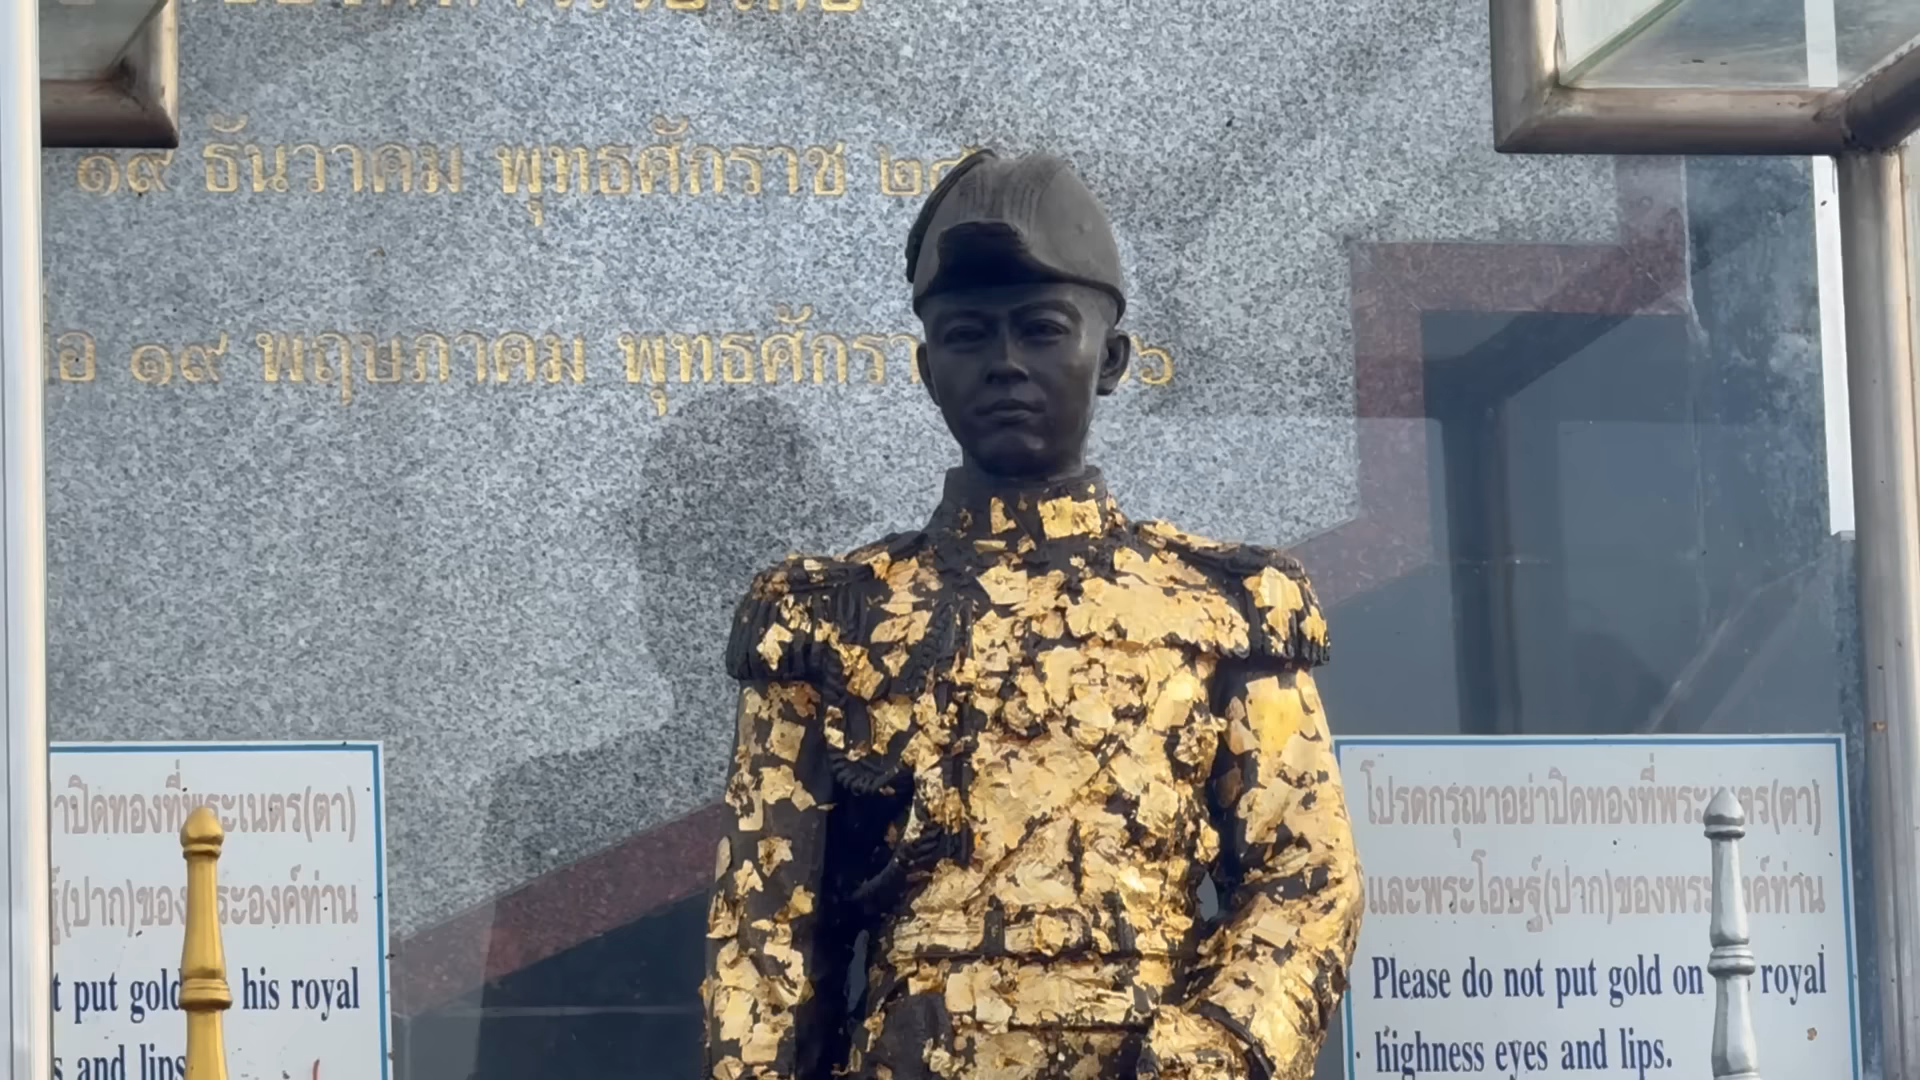 ๑๙ ธันวาคม พุทธศักราช ๒๔
๑๙ พฤษภาคม พุทธศักรา ๖
ปิดทองที่พระเนตร(ตา)
(ปาก)ของ ระองค์ท่าน
t put gold his royal
s and lips
โปรดกรุณาอย่าปิดทองที่พระเนตร(ตา)
และพระโอษฐ์(ปาก)ของพระองค์ท่าน
Please do not put gold on royal
highness eyes and lips.